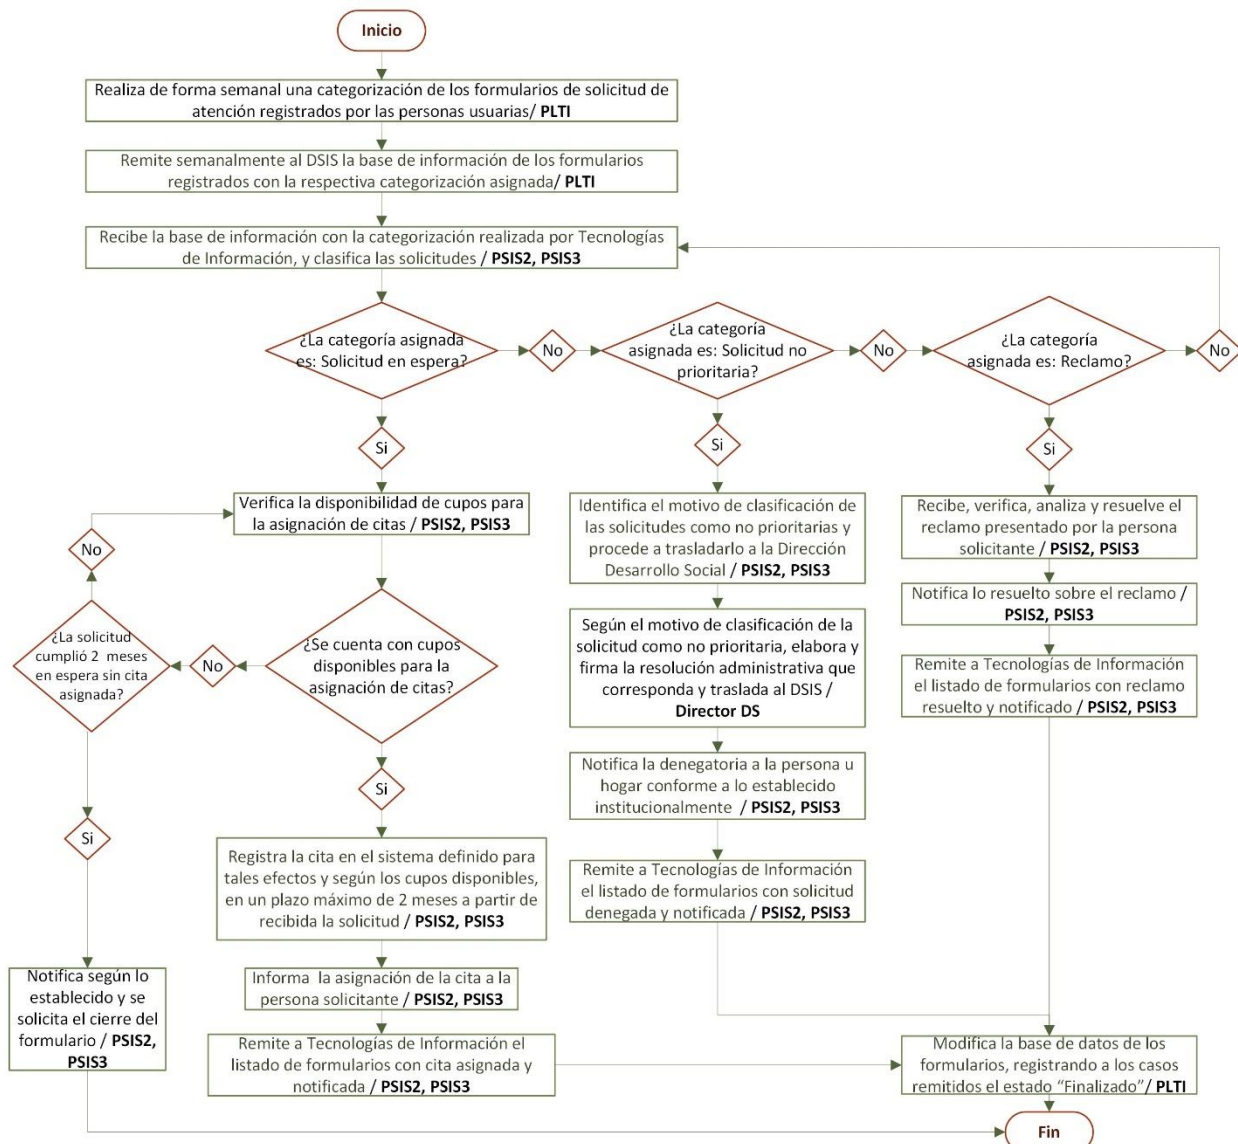 Inicio
Realiza de forma semanal una categorización de los formularios de solicitud de
atención registrados por las personas usuarias/ PLTI
Remite semanalmente al DSIS la base de información de los formularios
registrados con la respectiva categorización asignada/ PLTI
Recibe la base de información con la categorización realizada por Tecnologías
de Información, y clasifica las solicitudes / PSIS2, PSIS3
¿La categoría asignada
es: Solicitud en espera?
No
¿La categoría
asignada es: Solicitud no
prioritaria?
No
¿La categoría
asignada es: Reclamo?
No
Si
Si
Si
Verifica la disponibilidad de cupos para
la asignación de citas / PSIS2, PSIS3
No
¿La solicitud
cumplió 2 meses
en espera sin cita
asignada?
No
¿Se cuenta con cupos
disponibles para la
asignación de citas?
Si
Si
Registra la cita en el sistema definido para
tales efectos y según los cupos disponibles,
en un plazo máximo de 2 meses a partir de
recibida la solicitud / PSIS2, PSIS3
Informa la asignación de la cita a la
persona solicitante / PSIS2, PSIS3
Remite a Tecnologías de Información el
listado de formularios con cita asignada y
notificada / PSIS2, PSIS3
Notifica según lo
establecido y se
solicita el cierre del
formulario / PSIS2,
PSIS3
Identifica el motivo de clasificación de
las solicitudes como no prioritarias y
procede a trasladarlo a la Dirección
Desarrollo Social / PSIS2, PSIS3
Según el motivo de clasificación de la
solicitud como no prioritaria, elabora y
firma la resolución administrativa que
corresponda y traslada al DSIS /
Director DS
Notifica la denegatoria a la persona u
hogar conforme a lo establecido
institucionalmente / PSIS2, PSIS3
Remite a Tecnologías de Información
el listado de formularios con solicitud
denegada y notificada / PSIS2, PSIS3
Recibe, verifica, analiza y resuelve el
reclamo presentado por la persona
solicitante / PSIS2, PSIS3
Notifica lo resuelto sobre el reclamo /
PSIS2, PSIS3
Remite a Tecnologías de Información
el listado de formularios con reclamo
resuelto y notificado / PSIS2, PSIS3
Modifica la base de datos de los
formularios, registrando a los casos
remitidos el estado “Finalizado”/ PLTI
Fin